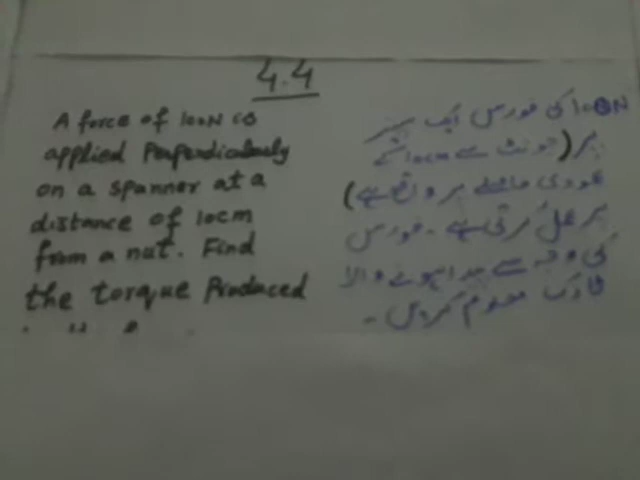 4.4
A force of 100N is
applied Perpendicularly
on a spanner at a
distance of 10cm
from a nut. Find
the torque Produced
100N کی فورس ایک سپنر
پر (جو نٹ سے 10cm کے
عمودی فاصلے پر واقع ہے)
پر عمل کرتی ہے۔ فورس
کی وجہ سے پیدا ہونے والا
ٹارک معلوم کریں۔